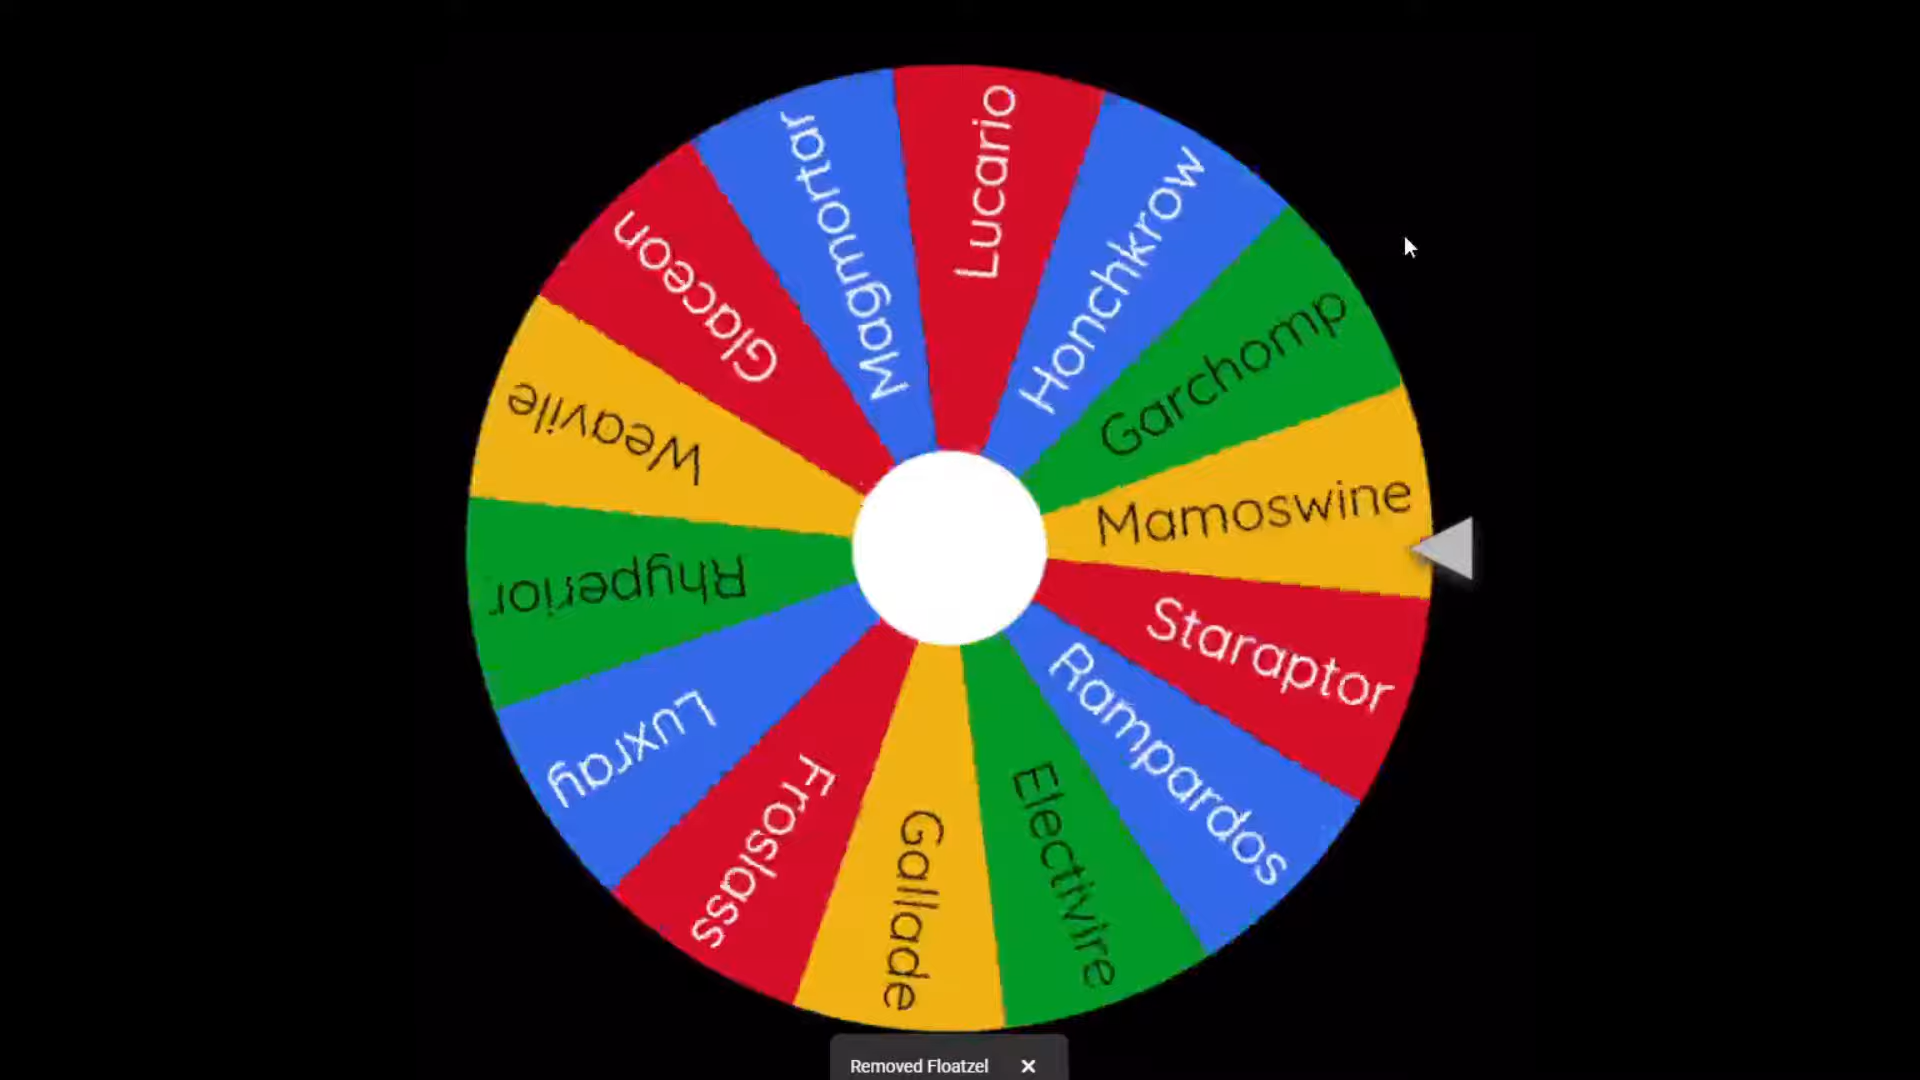 Lucario
Honchkrow
Garchomp
Mamoswine
Staraptor
Rampardos
Electivire
Gallade
Froslass
Luxray
Rhyperior
Weavile
Glaceon
Magmortar
Removed Floatzel ×